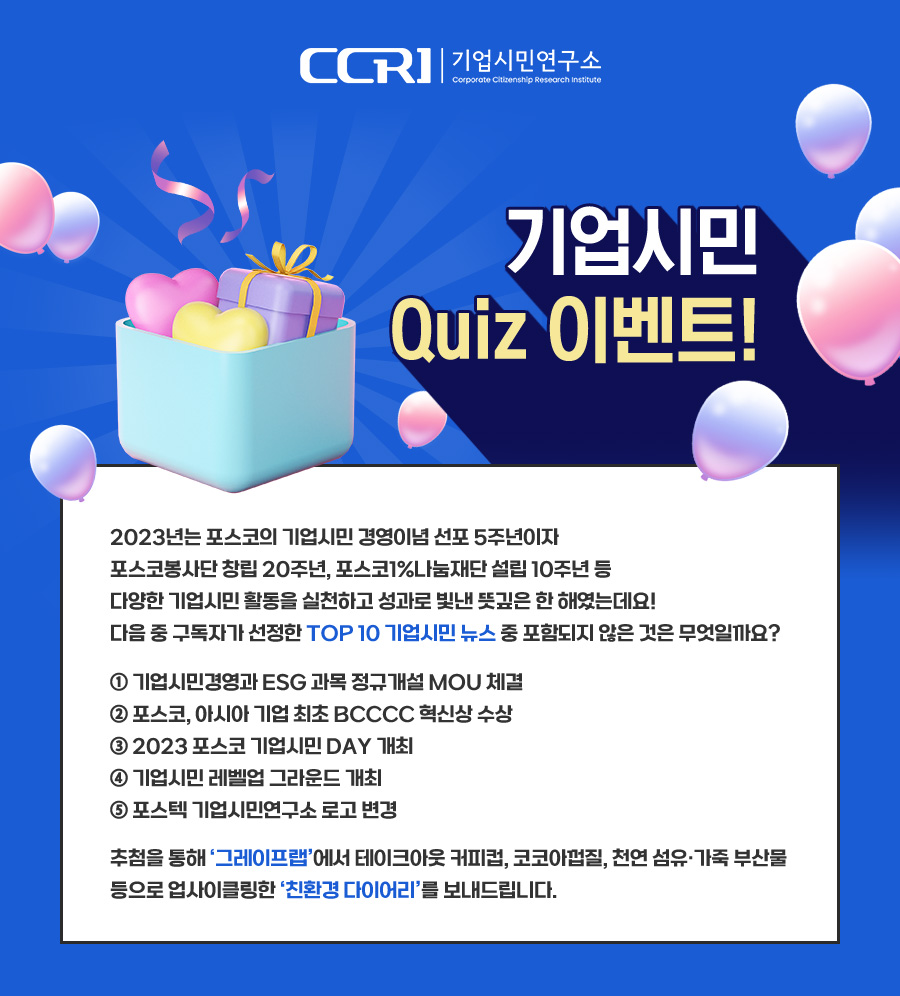 CCRI 기업시민연구소
Corporate Citizenship Research Institute
기업시민
Quiz 이벤트!
2023년는 포스코의 기업시민 경영이념 선포 5주년이자
포스코봉사단 창립 20주년, 포스코1%나눔재단 설립 10주년 등
다양한 기업시민 활동을 실천하고 성과로 빛낸 뜻깊은 한 해였는데요!
다음 중 구독자가 선정한 TOP 10 기업시민 뉴스 중 포함되지 않은 것은 무엇일까요?
① 기업시민경영과 ESG 과목 정규개설 MOU 체결
② 포스코, 아시아 기업 최초 BCCCC 혁신상 수상
③ 2023 포스코 기업시민 DAY 개최
④ 기업시민 레벨업 그라운드 개최
⑤ 포스텍 기업시민연구소 로고 변경
추첨을 통해 ‘그레이프랩’에서 테이크아웃 커피컵, 코코아껍질, 천연 섬유·가죽 부산물
등으로 업사이클링한 ‘친환경 다이어리’를 보내드립니다.